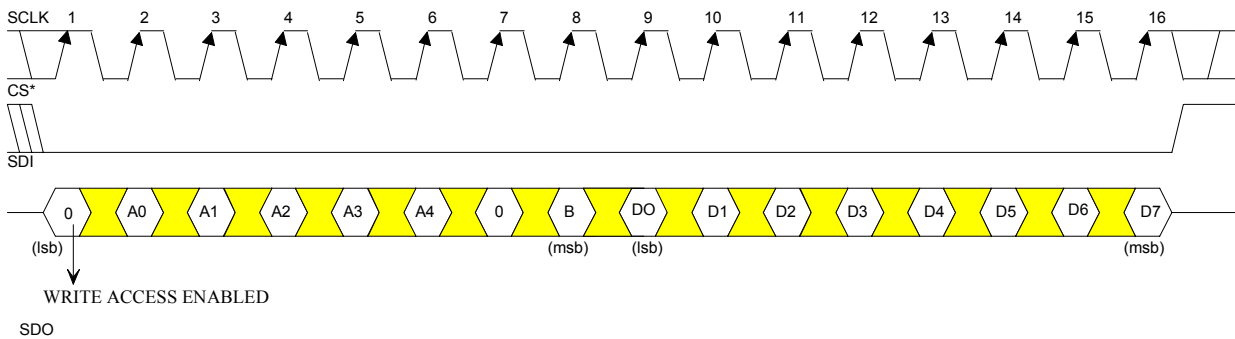 SCLK 1 2 3 4 5 6 7 8 9 10 11 12 13 14 15 16
CS*
SDI
0 A0 A1 A2 A3 A4 0 B DO D1 D2 D3 D4 D5 D6 D7
(lsb) (msb) (lsb) (msb)
WRITE ACCESS ENABLED
SDO